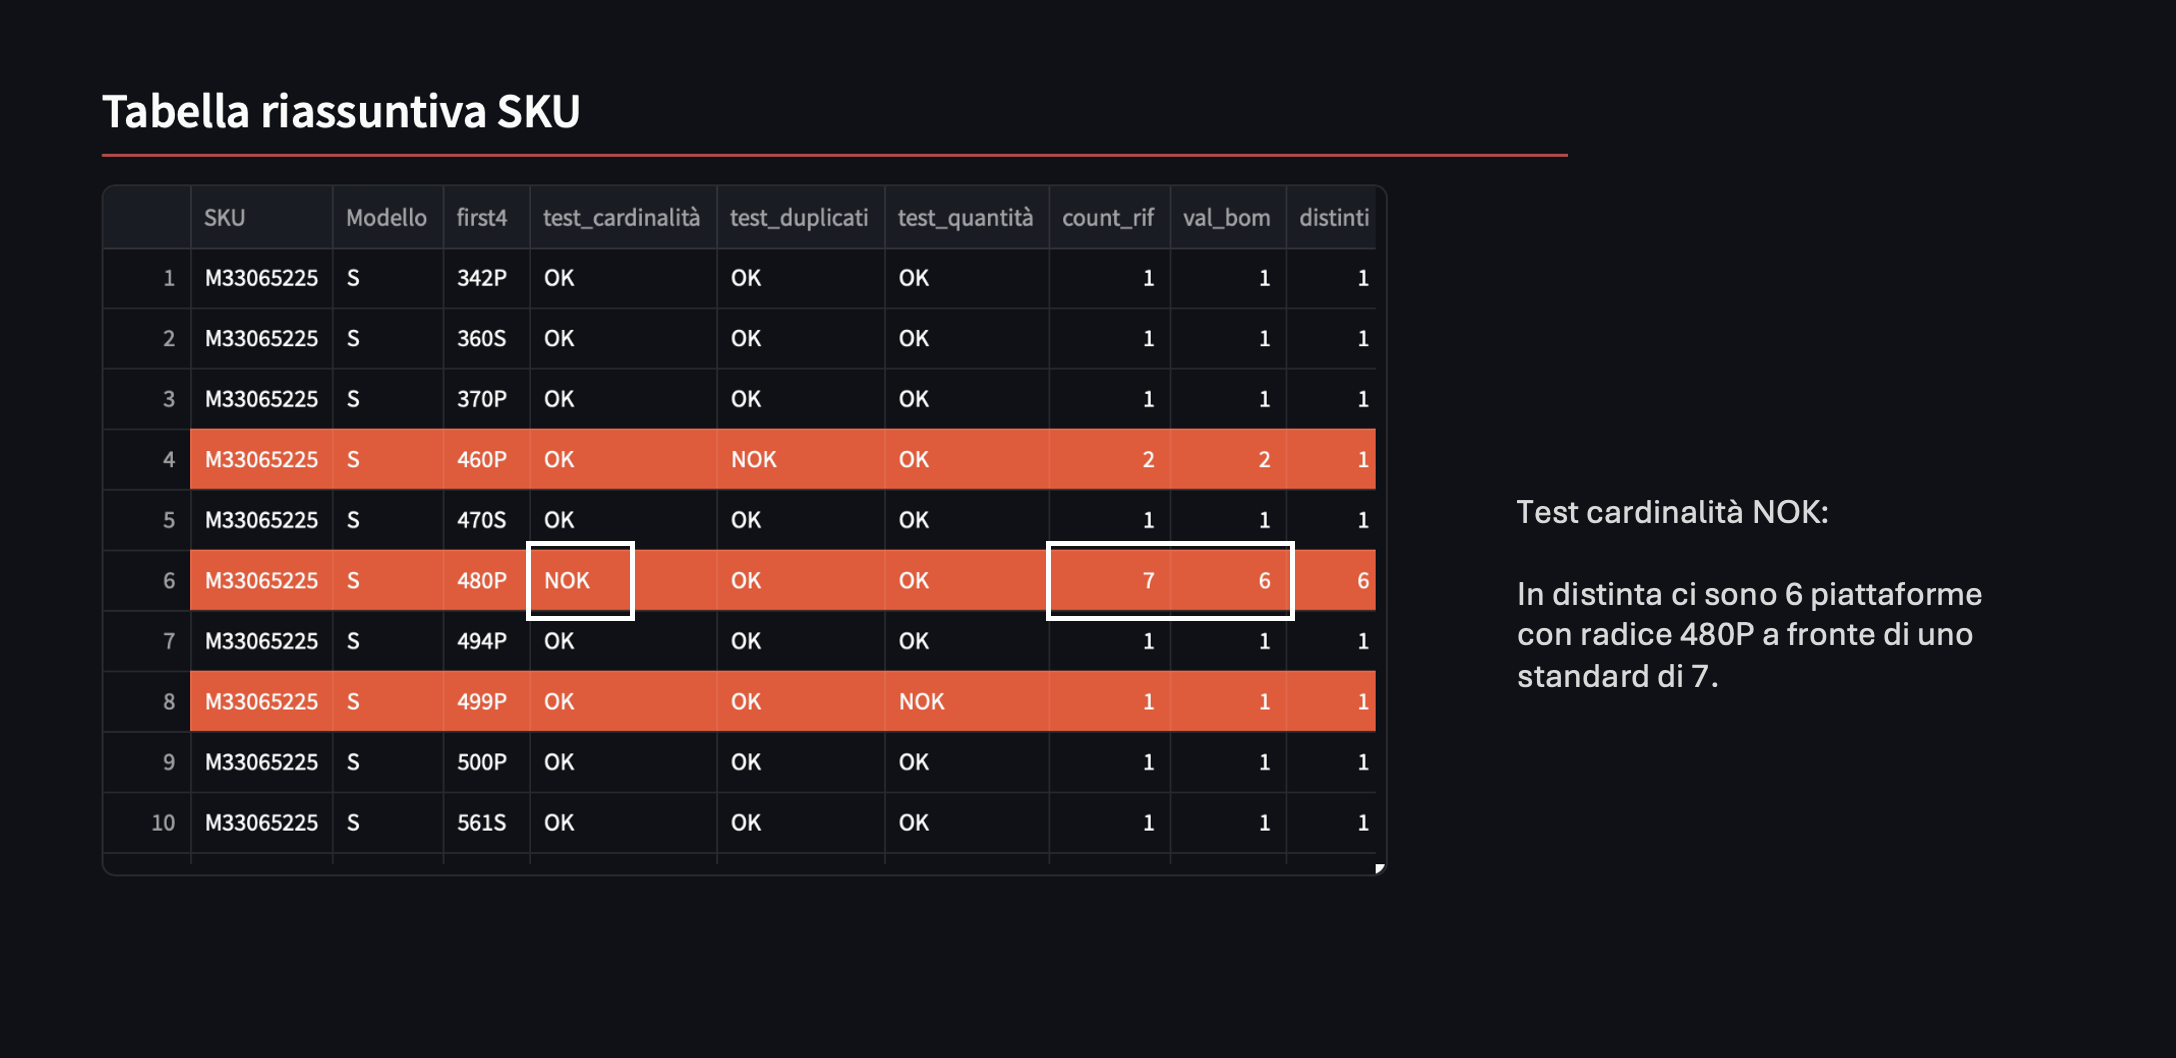 Tabella riassuntiva SKU
SKU Modello first4 test_cardinalità test_duplicati test_quantità count_rif val_bom distinti
1 M33065225 S 342P OK OK OK 1 1 1
2 M33065225 S 360S OK OK OK 1 1 1
3 M33065225 S 370P OK OK OK 1 1 1
4 M33065225 S 460P OK NOK OK 2 2 1
5 M33065225 S 470S OK OK OK 1 1 1
6 M33065225 S 480P NOK OK OK 7 6 6
7 M33065225 S 494P OK OK OK 1 1 1
8 M33065225 S 499P OK OK NOK 1 1 1
9 M33065225 S 500P OK OK OK 1 1 1
10 M33065225 S 561S OK OK OK 1 1 1
Test cardinalità NOK:
In distinta ci sono 6 piattaforme
con radice 480P a fronte di uno
standard di 7.